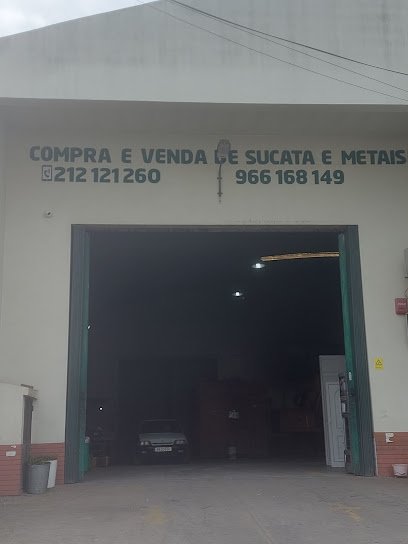 COMPRA E VENDA DE SUCATA E METAIS
212 121 260 966 168 149